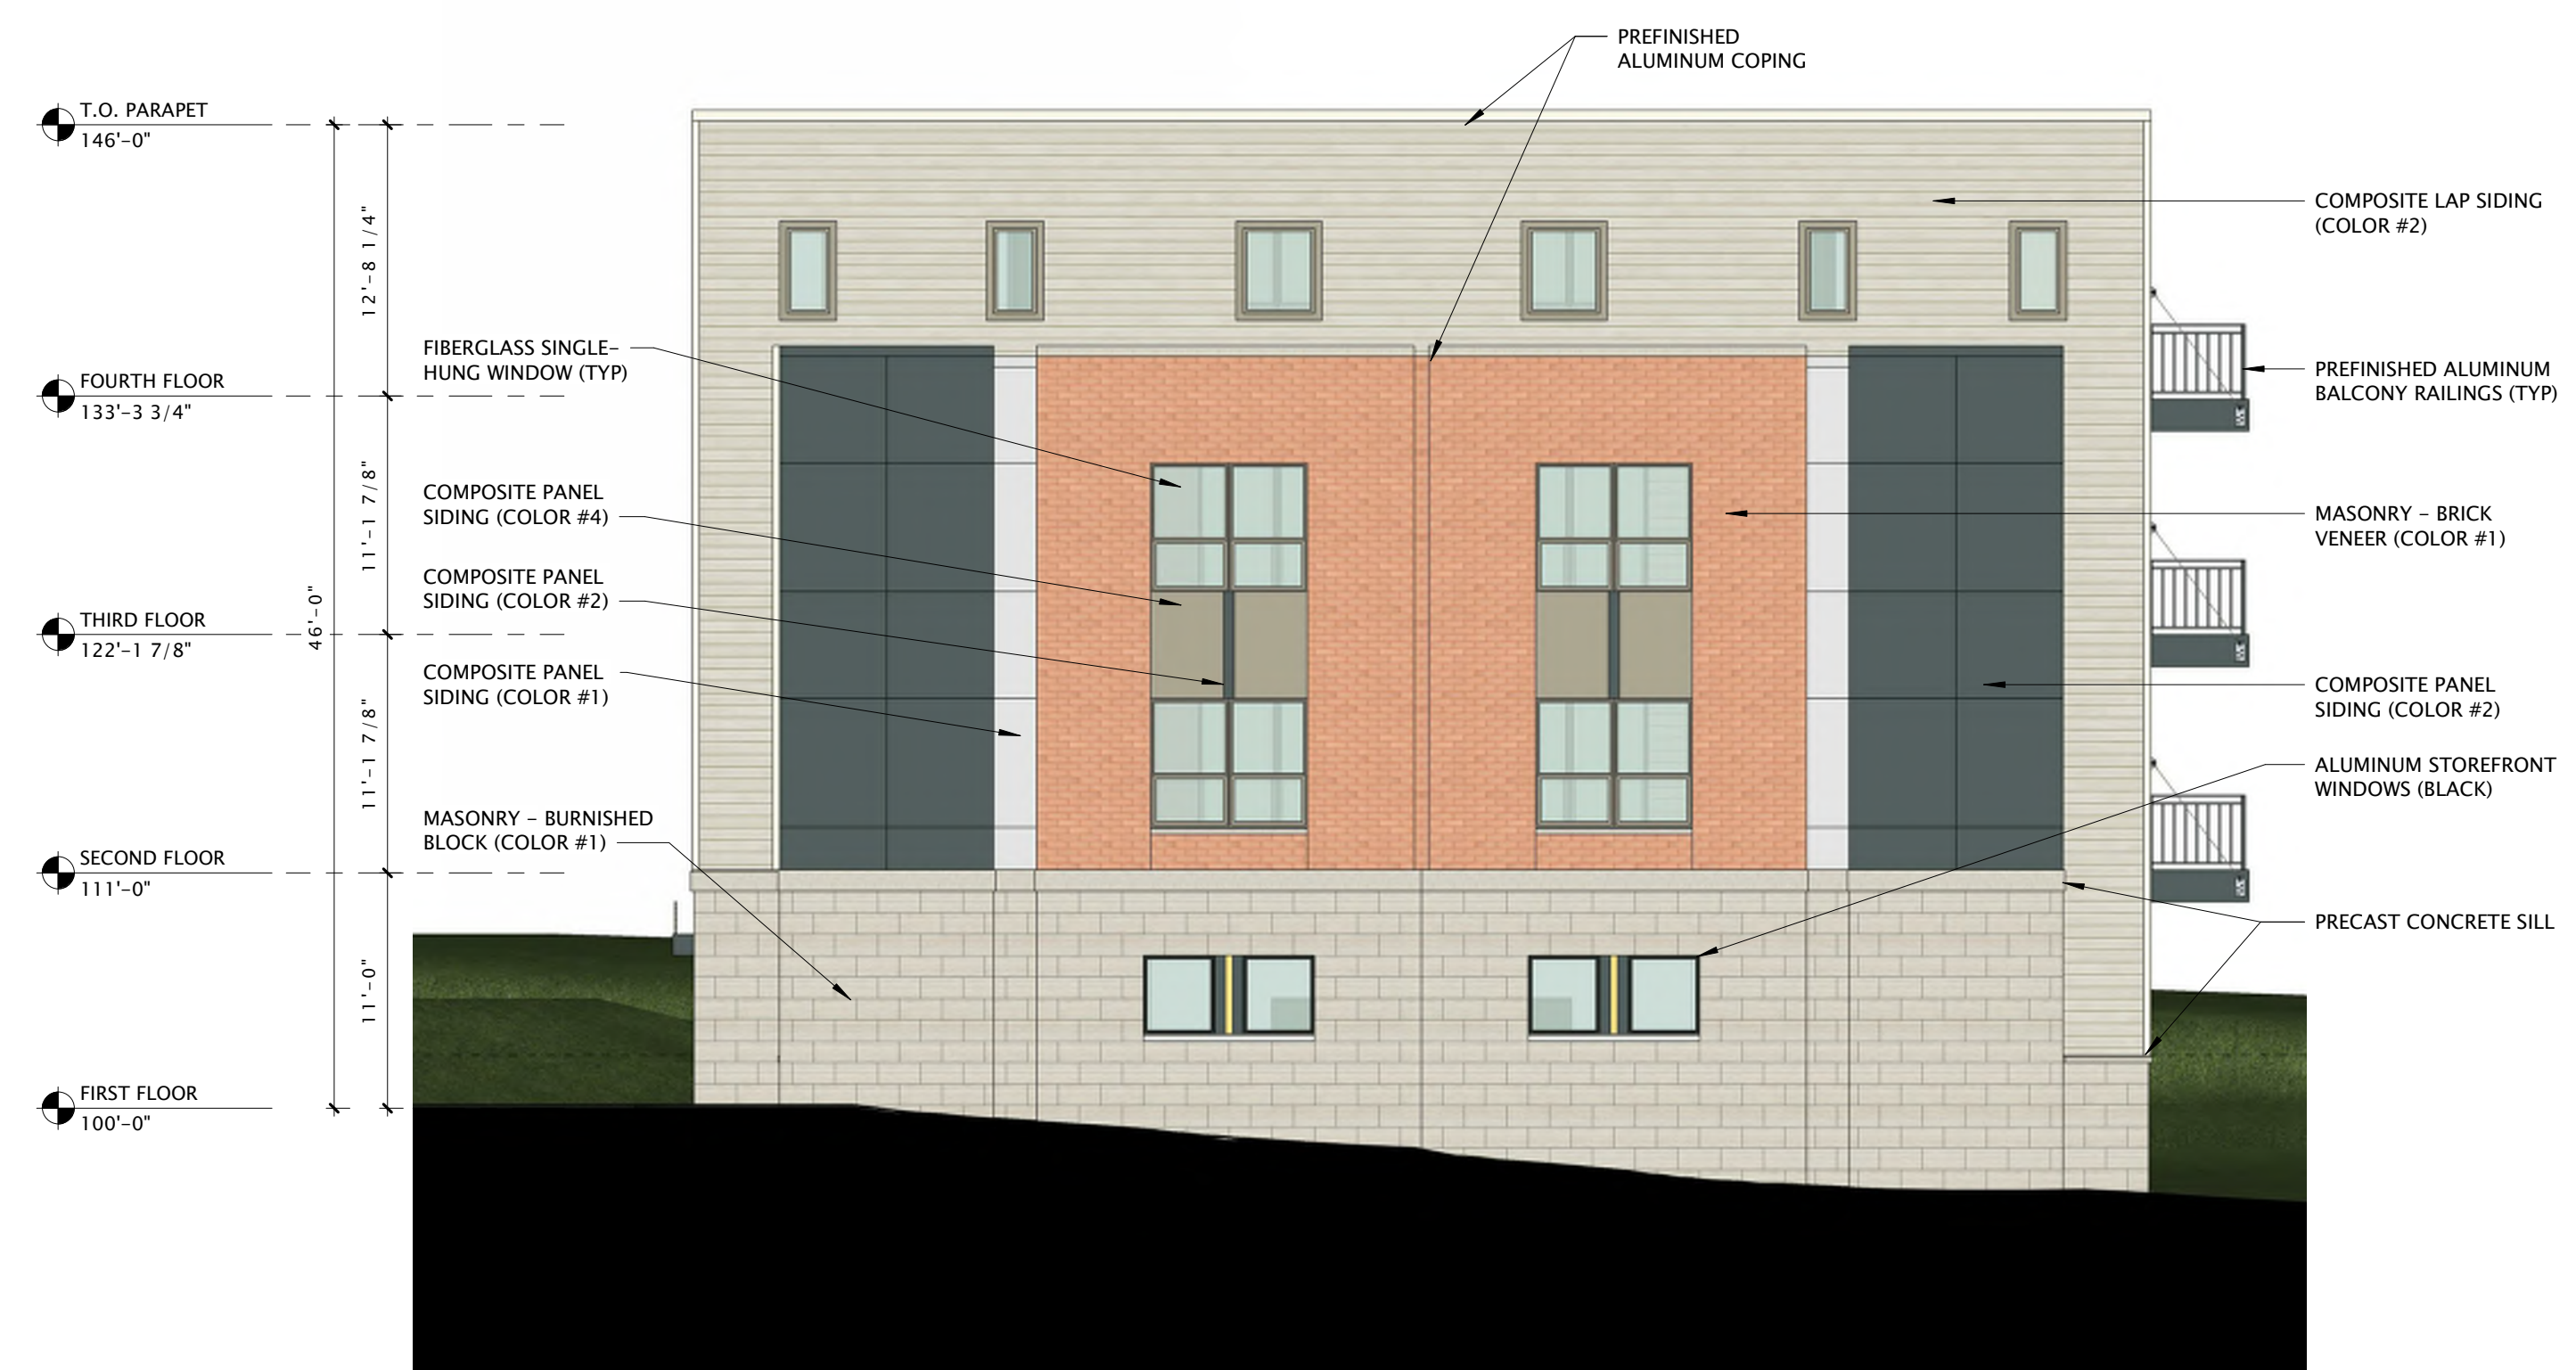 PREFINISHED
ALUMINUM COPING
T.O. PARAPET
146'-0"
12'-8 1/4"
COMPOSITE LAP SIDING
(COLOR #2)
FIBERGLASS SINGLE-
HUNG WINDOW (TYP)
FOURTH FLOOR
133'-3 3/4"
PREFINISHED ALUMINUM
BALCONY RAILINGS (TYP)
11'-1 7/8"
COMPOSITE PANEL
SIDING (COLOR #4)
MASONRY - BRICK
VENEER (COLOR #1)
COMPOSITE PANEL
SIDING (COLOR #2)
46'-0"
THIRD FLOOR
122'-1 7/8"
COMPOSITE PANEL
SIDING (COLOR #1)
COMPOSITE PANEL
SIDING (COLOR #2)
11'-1 7/8"
ALUMINUM STOREFRONT
WINDOWS (BLACK)
MASONRY - BURNISHED
BLOCK (COLOR #1)
SECOND FLOOR
111'-0"
PRECAST CONCRETE SILL
11'-0"
FIRST FLOOR
100'-0"